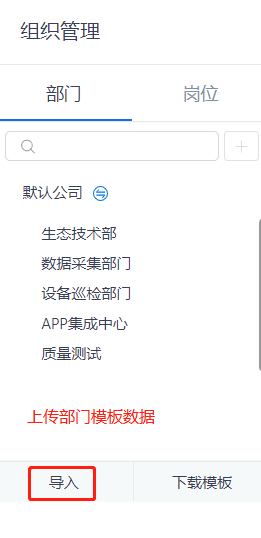 组织管理
部门 岗位
默认公司
生态技术部
数据采集部门
设备巡检部门
APP集成中心
质量测试
上传部门模板数据
导入 下载模板